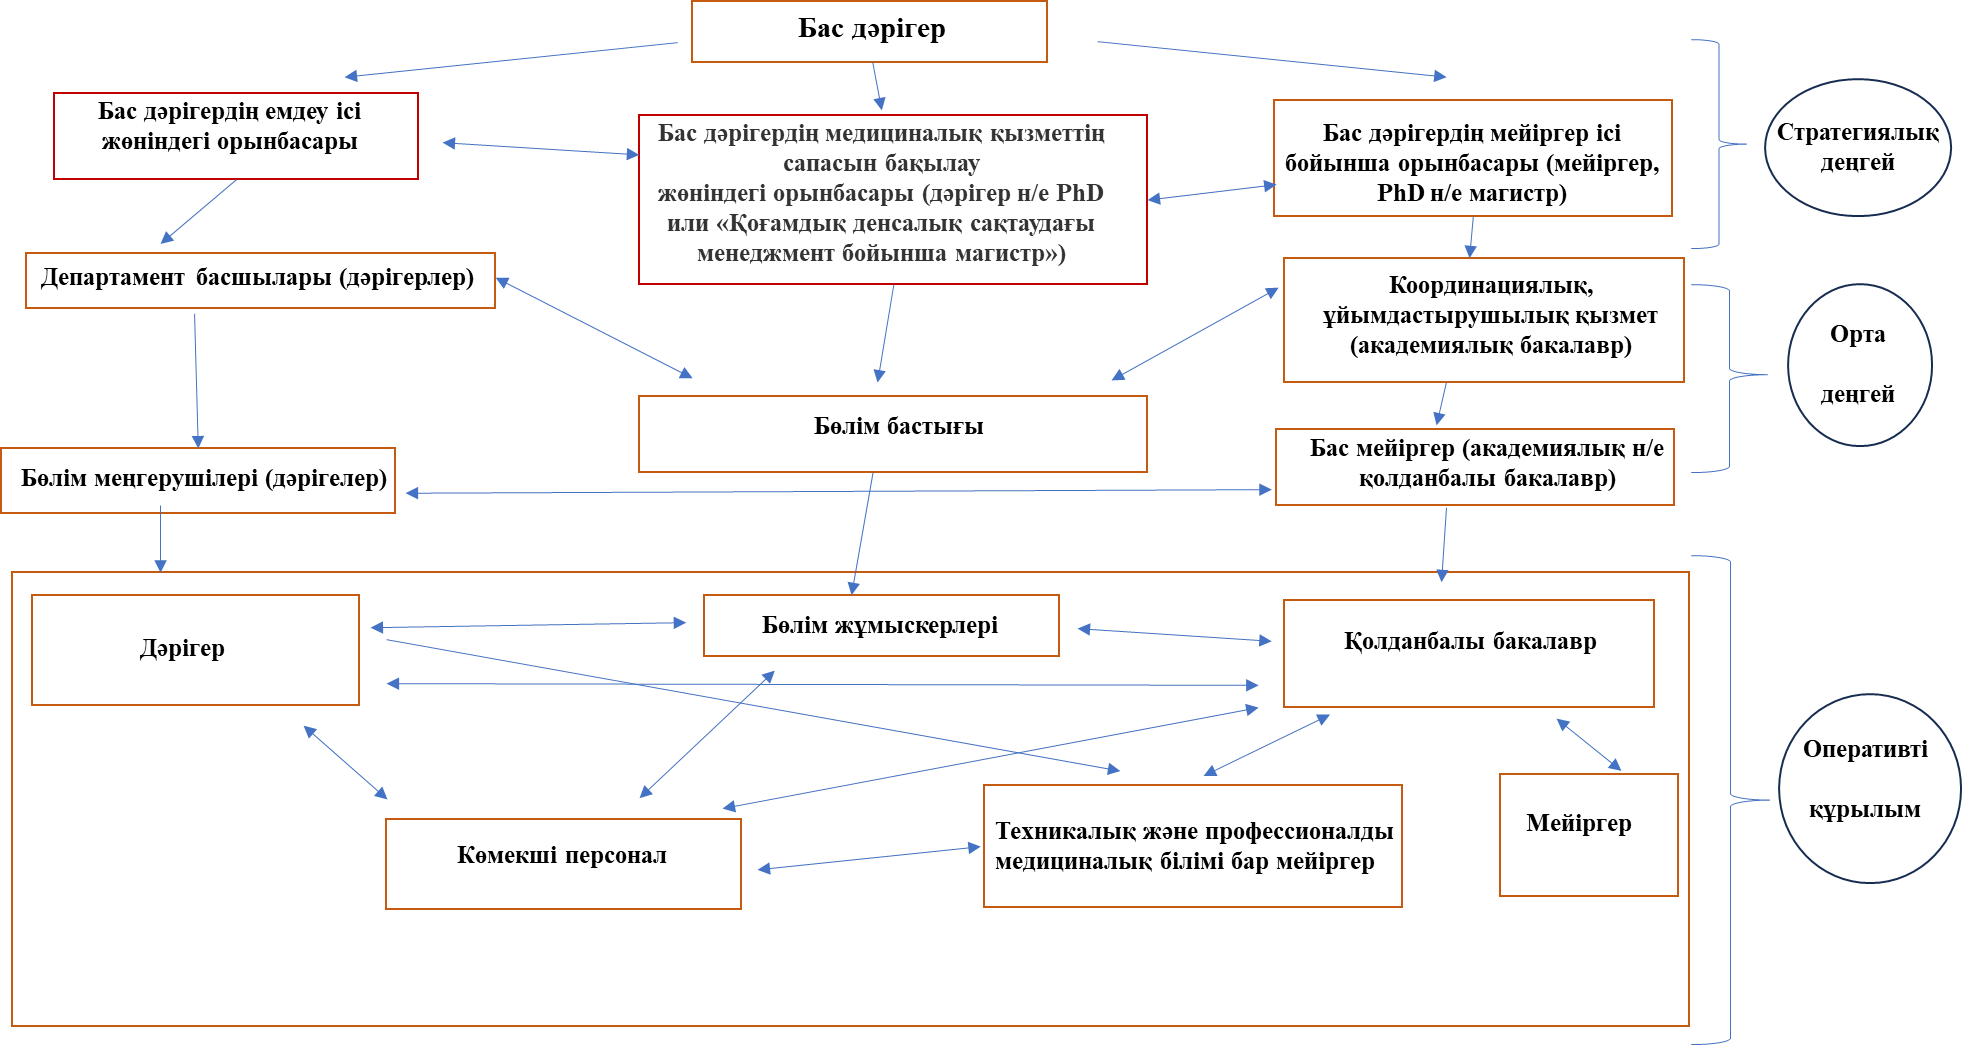 Бас дәрігер
Бас дәрігердің емдеу ісі
жөніндегі орынбасары
Бас дәрігердің медициналық қызметтің
сапасын бақылау
жөніндегі орынбасары (дәрігер н/е PhD
или «Қоғамдық денсалық сақтаудағы
менеджмент бойынша магистр»)
Бас дәрігердің мейіргер ісі
бойынша орынбасары (мейіргер,
PhD н/е магистр)
Стратегиялық
деңгей
Департамент басшылары (дәрігерлер)
Координациялық,
ұйымдастырушылық қызмет
(академиялық бакалавр)
Орта
деңгей
Бөлім бастығы
Бөлім меңгерушілері (дәрігелер)
Бас мейіргер (академиялық н/е
қолданбалы бакалавр)
Дәрігер
Бөлім жұмыскерлері
Қолданбалы бакалавр
Оперативті
құрылым
Көмекші персонал
Техникалық және профессионалды
медициналық білімі бар мейіргер
Мейіргер